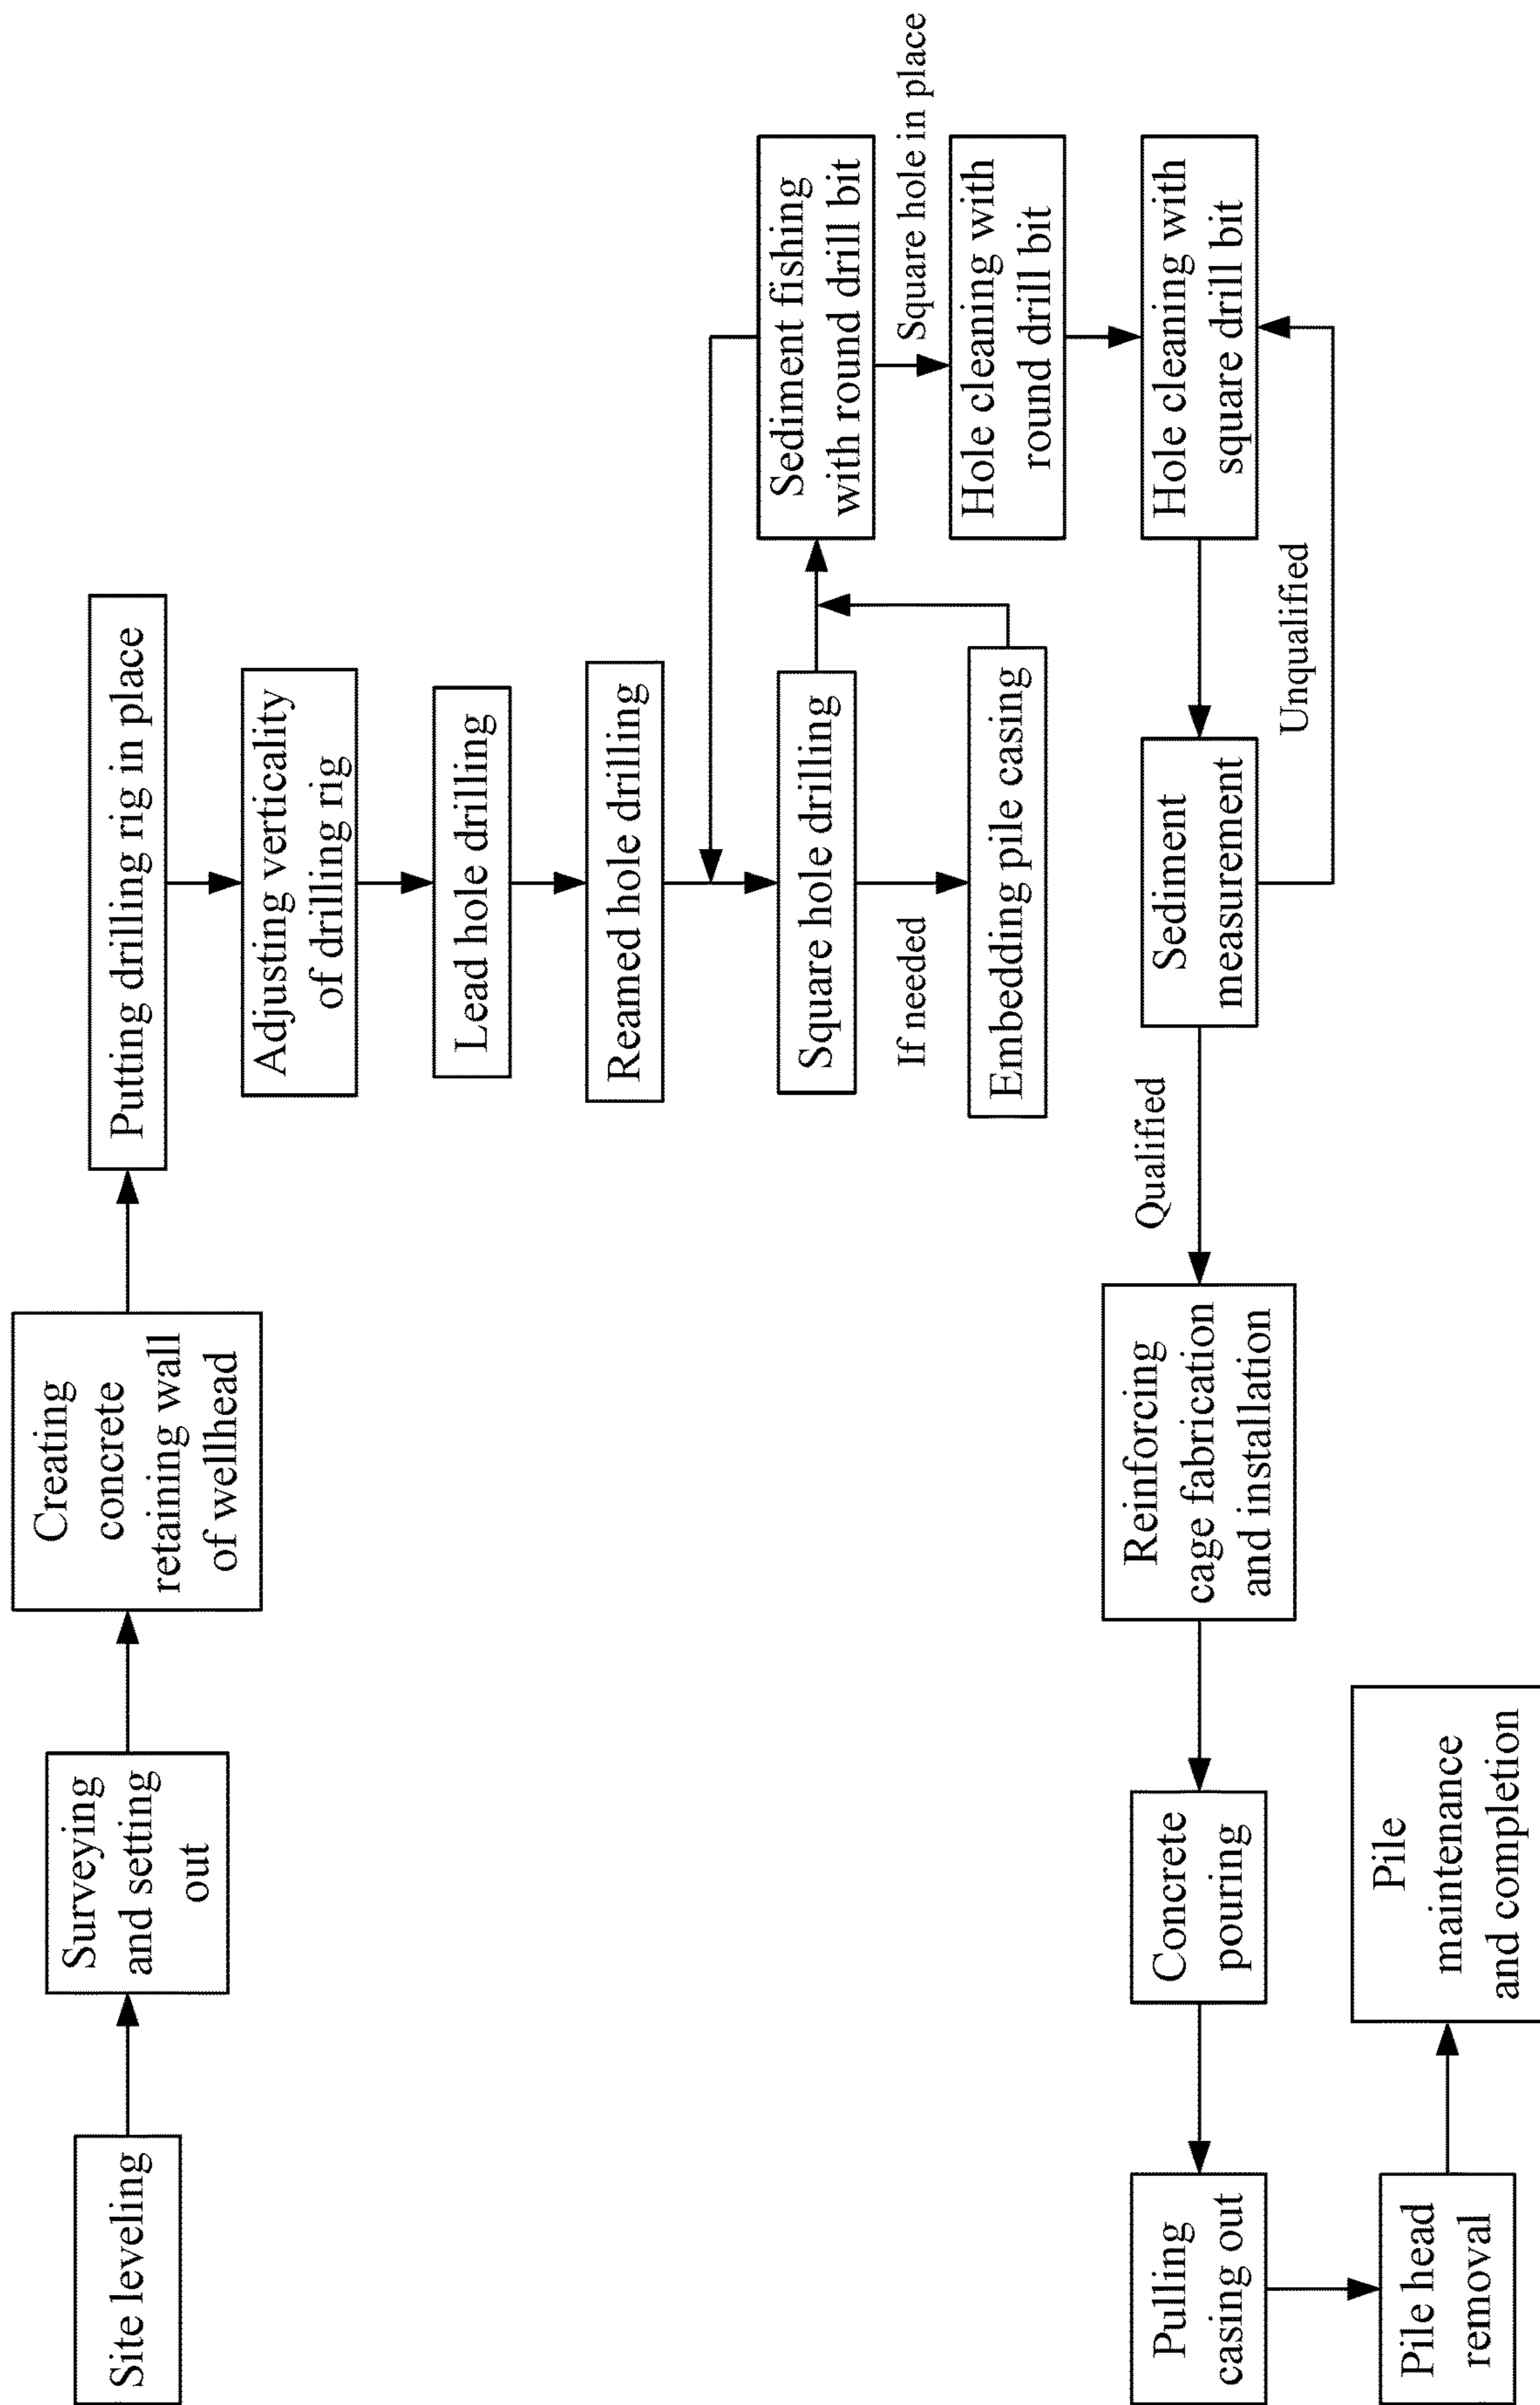 Site leveling
Surveying
and setting
out
Creating
concrete
retaining wall
of wellhead
Putting drilling rig in place
Adjusting verticality
of drilling rig
Lead hole drilling
Reamed hole drilling
Square hole drilling
If needed
Embedding pile casing
Sediment fishing
with round drill bit
Square hole in place
Hole cleaning with
round drill bit
Hole cleaning with
square drill bit
Sediment
measurement
Unqualified
Qualified
Reinforcing
cage fabrication
and installation
Concrete
pouring
Pulling
casing out
Pile head
removal
Pile
maintenance
and completion